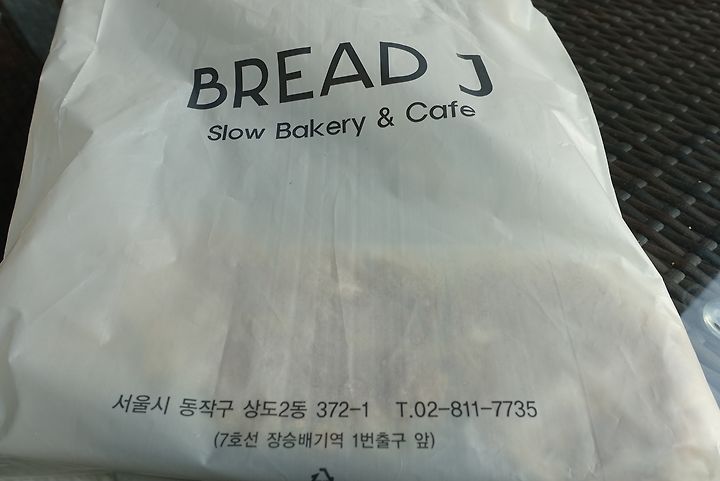 BREAD J
Slow Bakery & Cafe
서울시 동작구 상도2동 372-1 T.02-811-7735
(7호선 장승배기역 1번출구 앞)